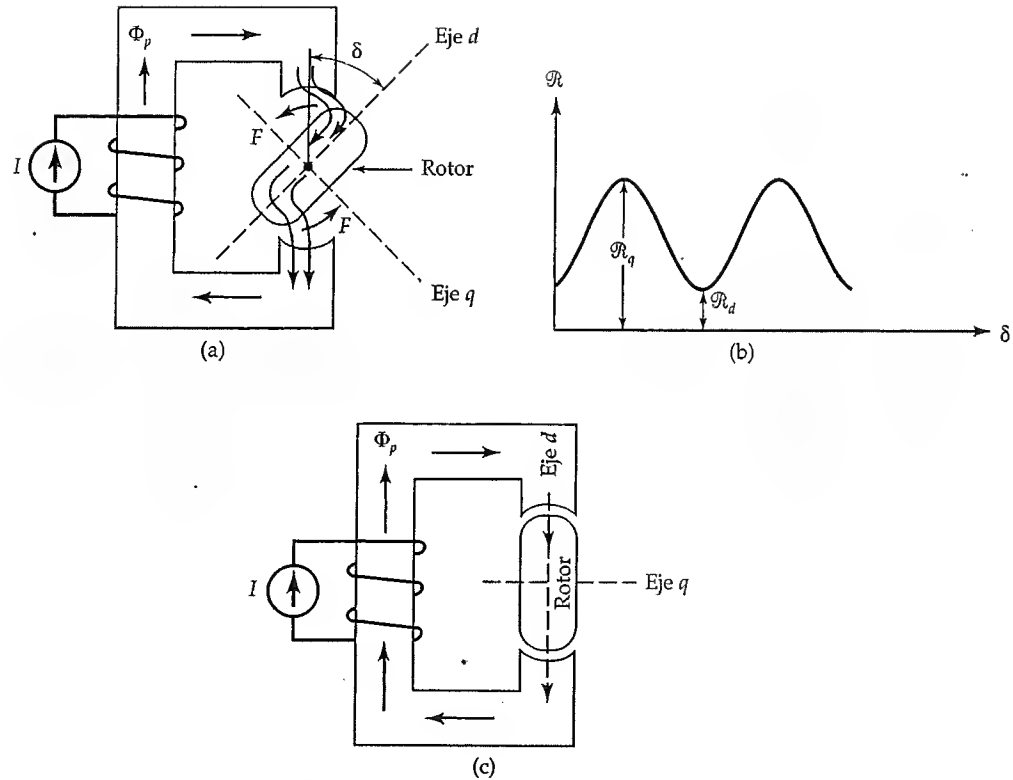 Φp
δ
Eje d
I
F
Rotor
F
Eje q
(a)
ℛ
ℛq
ℛd
δ
(b)
Φp
Eje d
I
Rotor
Eje q
(c)